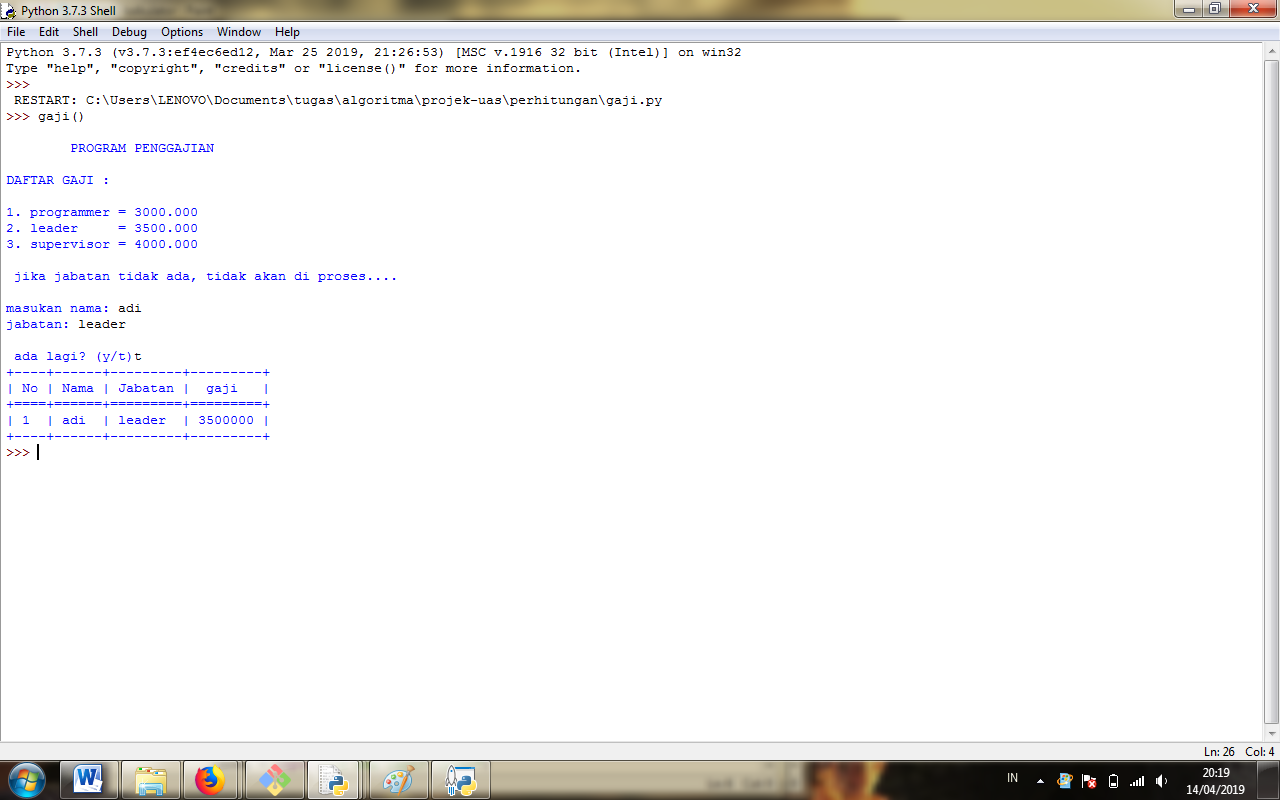 Python 3.7.3 Shell
File Edit Shell Debug Options Window Help
Python 3.7.3 (v3.7.3:ef4ec6ed12, Mar 25 2019, 21:26:53) [MSC v.1916 32 bit (Intel)] on win32
Type "help", "copyright", "credits" or "license()" for more information.
>>>
 RESTART: C:\Users\LENOVO\Documents\tugas\algoritma\projek-uas\perhitungan\gaji.py
>>> gaji()
        PROGRAM PENGGAJIAN
DAFTAR GAJI :
1. programmer = 3000.000
2. leader     = 3500.000
3. supervisor = 4000.000
 jika jabatan tidak ada, tidak akan di proses....
masukan nama: adi
jabatan: leader
 ada lagi? (y/t)t
+----+------+---------+---------+
| No | Nama | Jabatan |  gaji   |
+====+======+=========+=========+
| 1  | adi  | leader  | 3500000 |
+----+------+---------+---------+
>>>
Ln: 26 Col: 4
IN
20:19
14/04/2019